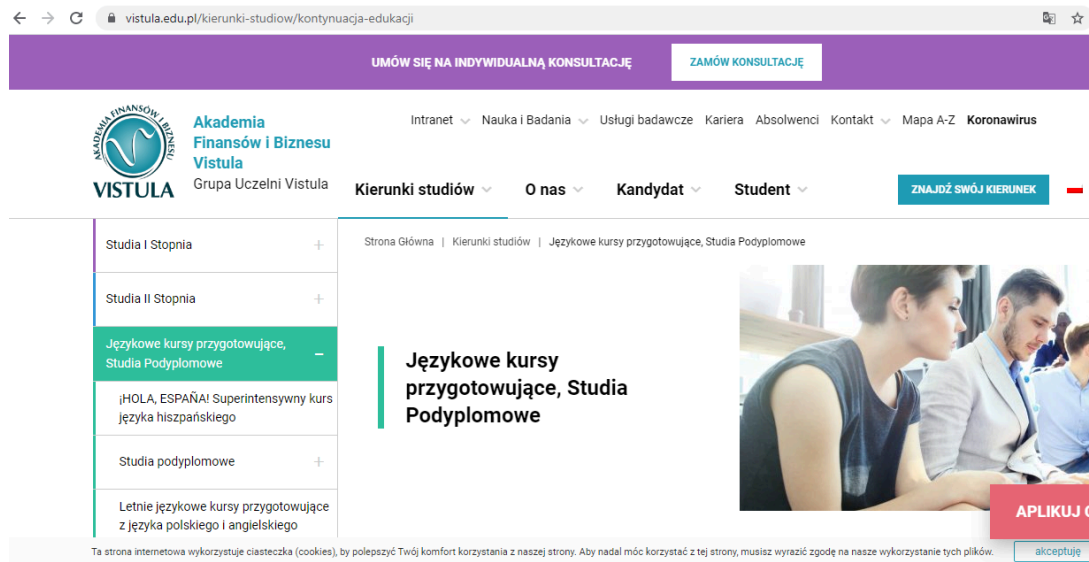 vistula.edu.pl/kierunki-studiow/kontynuacja-edukacji
UMÓW SIĘ NA INDYWIDUALNĄ KONSULTACJĘ
ZAMÓW KONSULTACJĘ
AKADEMIA FINANSÓW I BIZNESU
VISTULA
Akademia
Finansów i Biznesu
Vistula
Grupa Uczelni Vistula
Intranet Nauka i Badania Usługi badawcze Kariera Absolwenci Kontakt Mapa A-Z Koronawirus
Kierunki studiów O nas Kandydat Student
ZNAJDŹ SWÓJ KIERUNEK
Studia I Stopnia
Studia II Stopnia
Językowe kursy przygotowujące,
Studia Podyplomowe
¡HOLA, ESPAÑA! Superintensywny kurs
języka hiszpańskiego
Studia podyplomowe
Letnie językowe kursy przygotowujące
z języka polskiego i angielskiego
Strona Główna | Kierunki studiów | Językowe kursy przygotowujące, Studia Podyplomowe
Językowe kursy
przygotowujące, Studia
Podyplomowe
APLIKUJ
Ta strona internetowa wykorzystuje ciasteczka (cookies), by polepszyć Twój komfort korzystania z naszej strony. Aby nadal móc korzystać z tej strony, musisz wyrazić zgodę na nasze wykorzystanie tych plików.
akceptuję